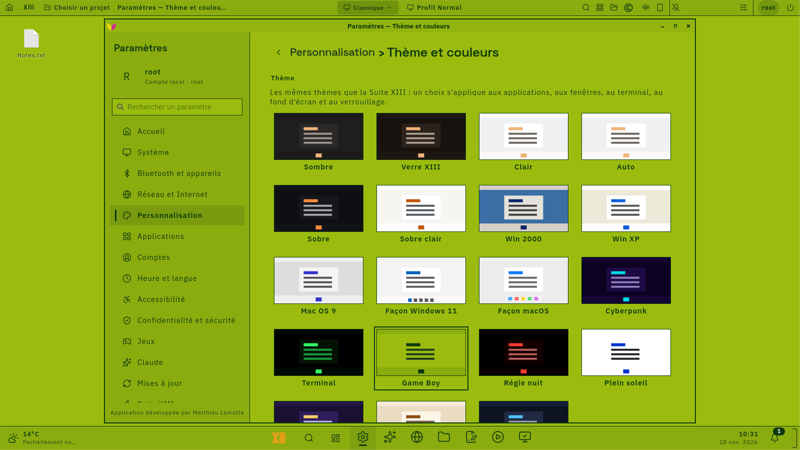 XIII
Choisir un projet
Paramètres — Thème et couleu...
Classique
Profil Normal
root
Notes.txt
Paramètres — Thème et couleurs
Paramètres
R
root
Compte local · root
Rechercher un paramètre
Accueil
Système
Bluetooth et appareils
Réseau et Internet
Personnalisation
Applications
Comptes
Heure et langue
Accessibilité
Confidentialité et sécurité
Jeux
Claude
Mises à jour
Application développée par Matthieu Lamotte
Personnalisation > Thème et couleurs
Thème
Les mêmes thèmes que la Suite XIII : un choix s'applique aux applications, aux fenêtres, au terminal, au
fond d'écran et au verrouillage.
Sombre
Verre XIII
Clair
Auto
Sobre
Sobre clair
Win 2000
Win XP
Mac OS 9
Façon Windows 11
Façon macOS
Cyberpunk
Terminal
Game Boy
Régie nuit
Plein soleil
14°C
Partiellement nu...
XIII
10:31
28 nov. 2026
1